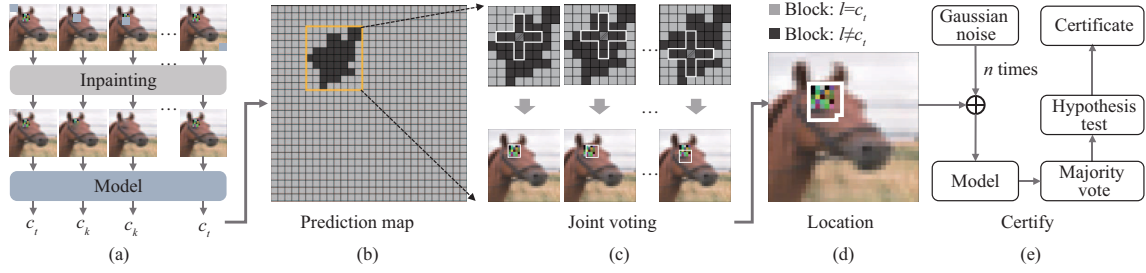 Inpainting
Model
c_t c_k c_k c_t
(a)
Prediction map
(b)
Joint voting
(c)
Block: l=c_t
Block: l≠c_t
Location
(d)
Gaussian
noise
n times
Model
Majority
vote
Hypothesis
test
Certificate
Certify
(e)